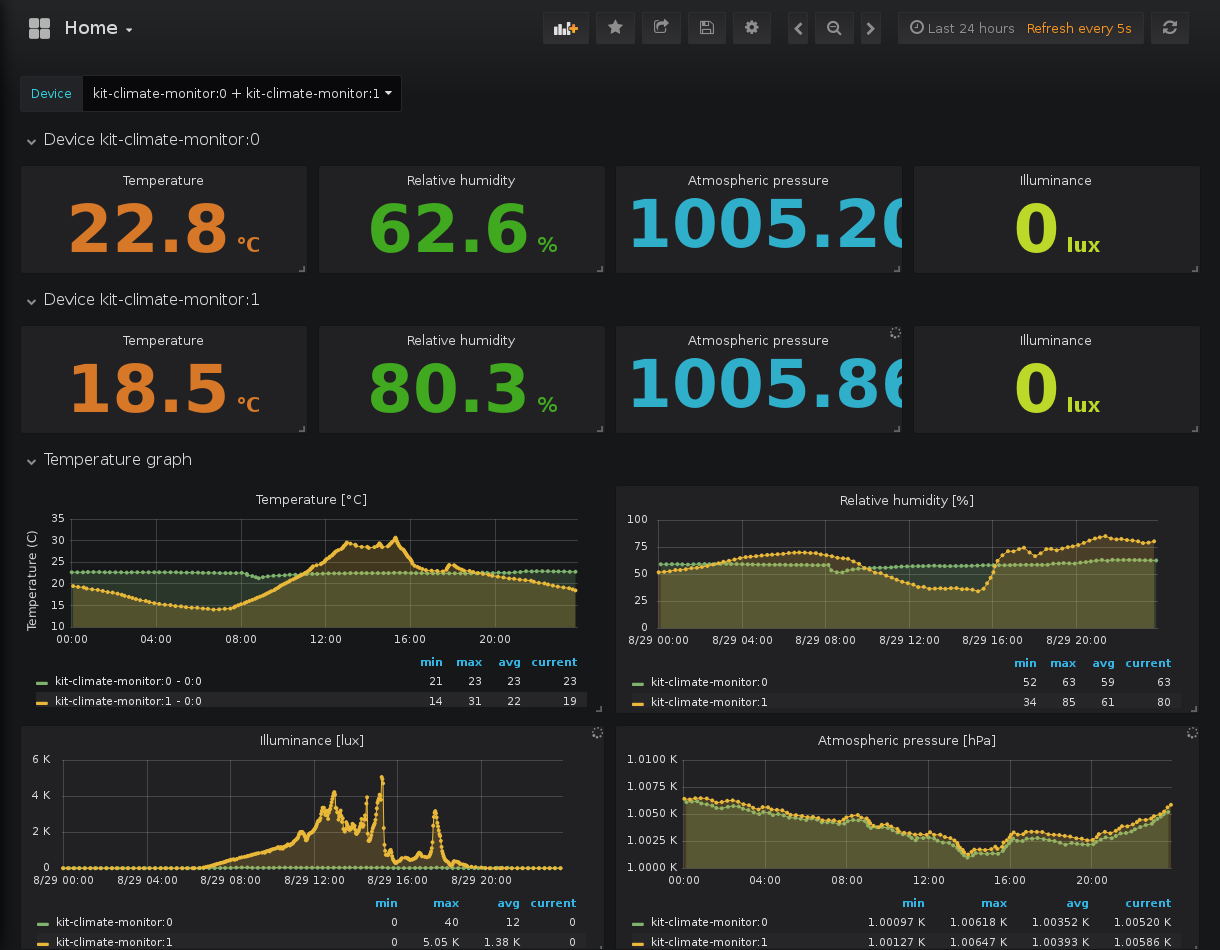 Home
Last 24 hours Refresh every 5s
Device kit-climate-monitor:0 + kit-climate-monitor:1
Device kit-climate-monitor:0
Temperature Relative humidity Atmospheric pressure Illuminance
22.8 °C 62.6 % 1005.20 0 lux
Device kit-climate-monitor:1
Temperature Relative humidity Atmospheric pressure Illuminance
18.5 °C 80.3 % 1005.86 0 lux
Temperature graph
Temperature [°C]
Temperature (C)
35
30
25
20
15
10
00:00 04:00 08:00 12:00 16:00 20:00
min max avg current
kit-climate-monitor:0 - 0:0 21 23 23 23
kit-climate-monitor:1 - 0:0 14 31 22 19
Relative humidity [%]
100
75
50
25
0
8/29 00:00 8/29 04:00 8/29 08:00 8/29 12:00 8/29 16:00 8/29 20:00
min max avg current
kit-climate-monitor:0 52 63 59 63
kit-climate-monitor:1 34 85 61 80
Illuminance [lux]
6 K
4 K
2 K
0
8/29 00:00 8/29 04:00 8/29 08:00 8/29 12:00 8/29 16:00 8/29 20:00
min max avg current
kit-climate-monitor:0 0 40 12 0
kit-climate-monitor:1 0 5.05 K 1.38 K 0
Atmospheric pressure [hPa]
1.0100 K
1.0075 K
1.0050 K
1.0025 K
1.0000 K
00:00 04:00 08:00 12:00 16:00 20:00
min max avg current
kit-climate-monitor:0 1.00097 K 1.00618 K 1.00352 K 1.00520 K
kit-climate-monitor:1 1.00127 K 1.00647 K 1.00393 K 1.00586 K